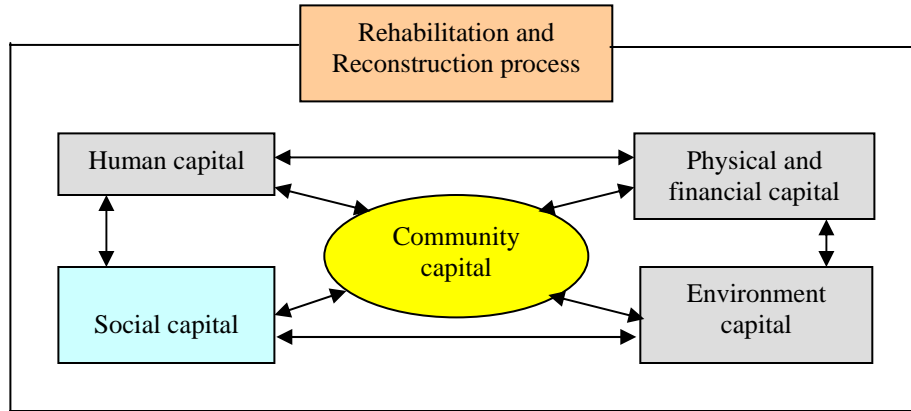 Rehabilitation and
Reconstruction process
Human capital
Physical and
financial capital
Community
capital
Social capital
Environment
capital